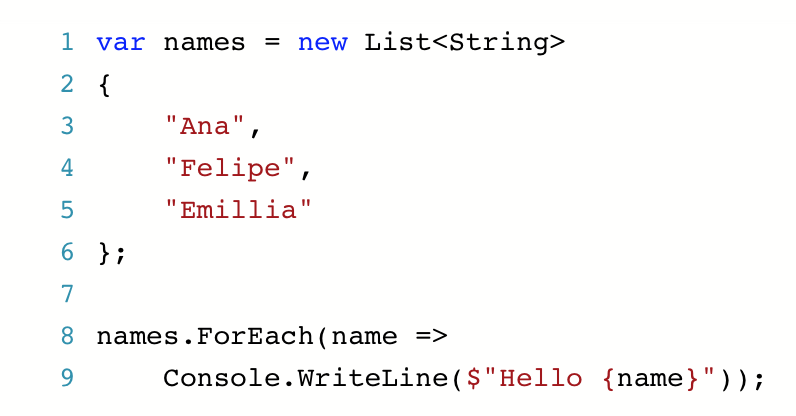 1 var names = new List<String>
2 {
3     "Ana",
4     "Felipe",
5     "Emillia"
6 };
7
8 names.ForEach(name =>
9     Console.WriteLine($"Hello {name}"));